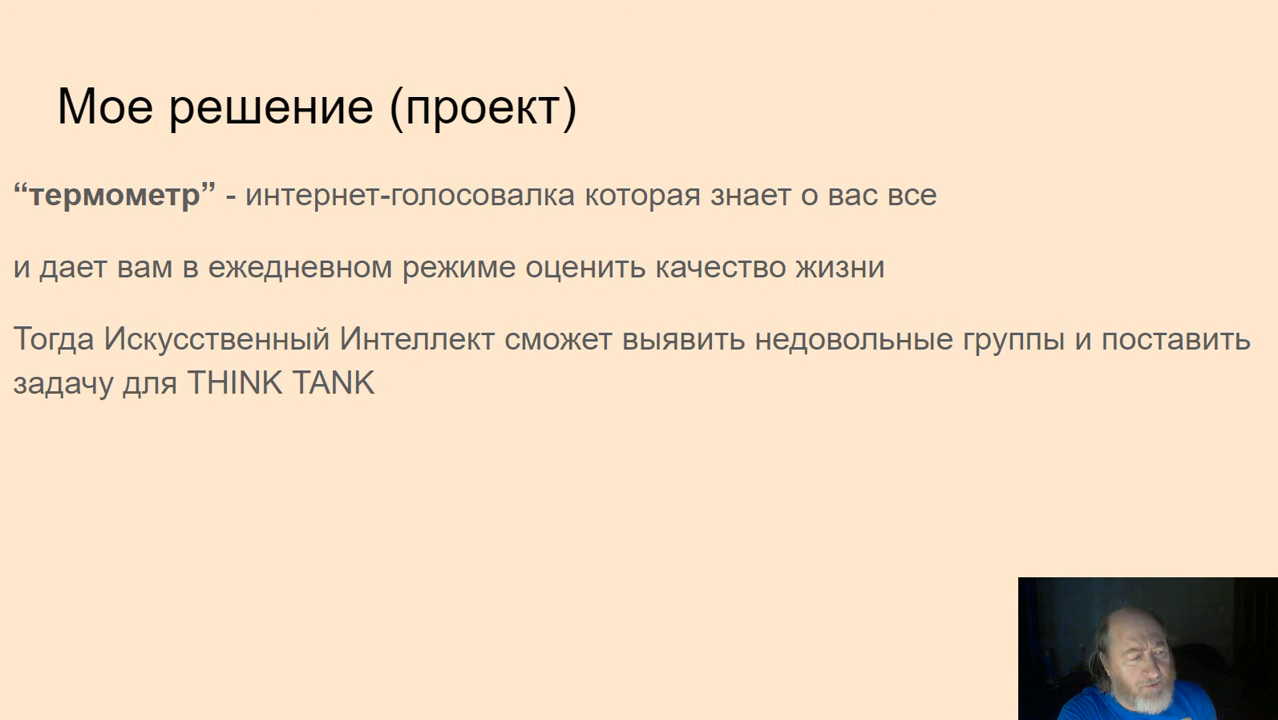 Мое решение (проект)
“термометр” - интернет-голосовалка которая знает о вас все
и дает вам в ежедневном режиме оценить качество жизни
Тогда Искусственный Интеллект сможет выявить недовольные группы и поставить
задачу для THINK TANK